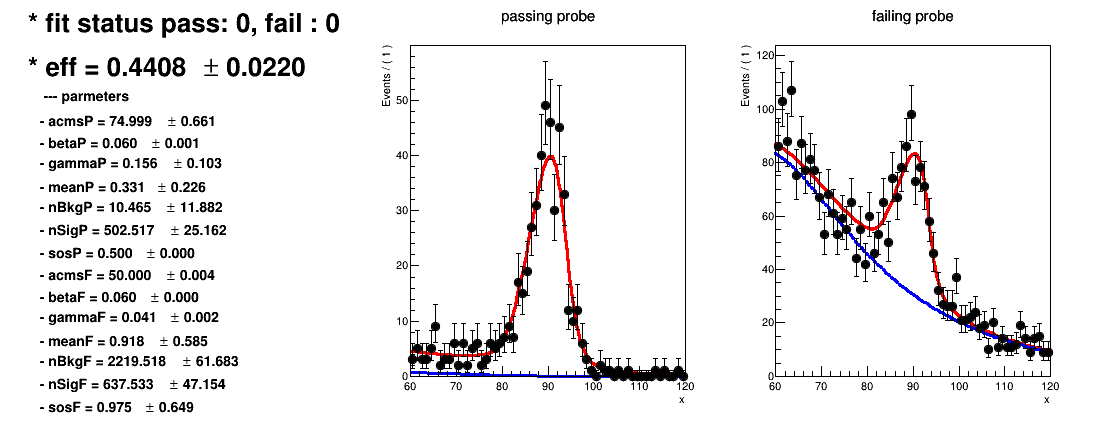 * fit status pass: 0, fail : 0
* eff = 0.4408 ± 0.0220
--- parmeters
- acmsP = 74.999 ± 0.661
- betaP = 0.060 ± 0.001
- gammaP = 0.156 ± 0.103
- meanP = 0.331 ± 0.226
- nBkgP = 10.465 ± 11.882
- nSigP = 502.517 ± 25.162
- sosP = 0.500 ± 0.000
- acmsF = 50.000 ± 0.004
- betaF = 0.060 ± 0.000
- gammaF = 0.041 ± 0.002
- meanF = 0.918 ± 0.585
- nBkgF = 2219.518 ± 61.683
- nSigF = 637.533 ± 47.154
- sosF = 0.975 ± 0.649
passing probe
Events / ( 1 )
50
40
30
20
10
0
60 70 80 90 100 110 120
x
failing probe
Events / ( 1 )
120
100
80
60
40
20
0
60 70 80 90 100 110 120
x